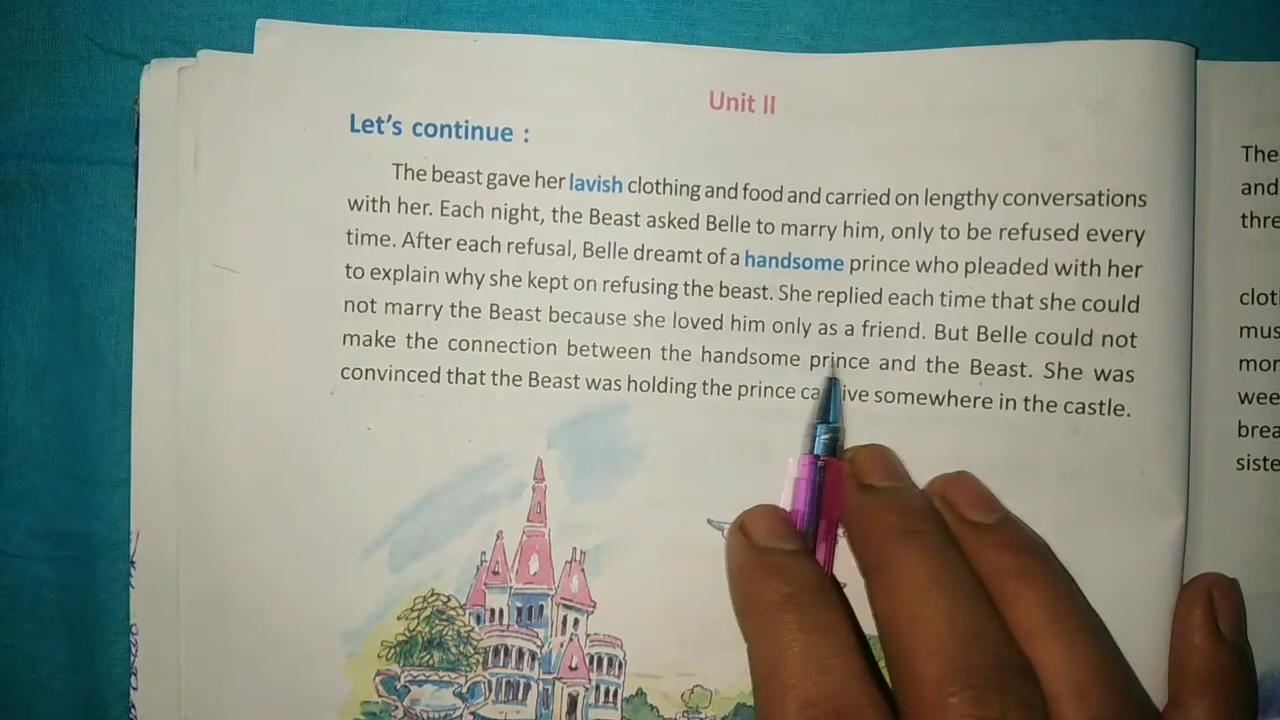 Unit II
Let's continue :
The beast gave her lavish clothing and food and carried on lengthy conversations
with her. Each night, the Beast asked Belle to marry him, only to be refused every
time. After each refusal, Belle dreamt of a handsome prince who pleaded with her
to explain why she kept on refusing the beast. She replied each time that she could
not marry the Beast because she loved him only as a friend. But Belle could not
make the connection between the handsome prince and the Beast. She was
convinced that the Beast was holding the prince ca ive somewhere in the castle.
The
and
thre
clot
mus
mor
wee
brea
siste